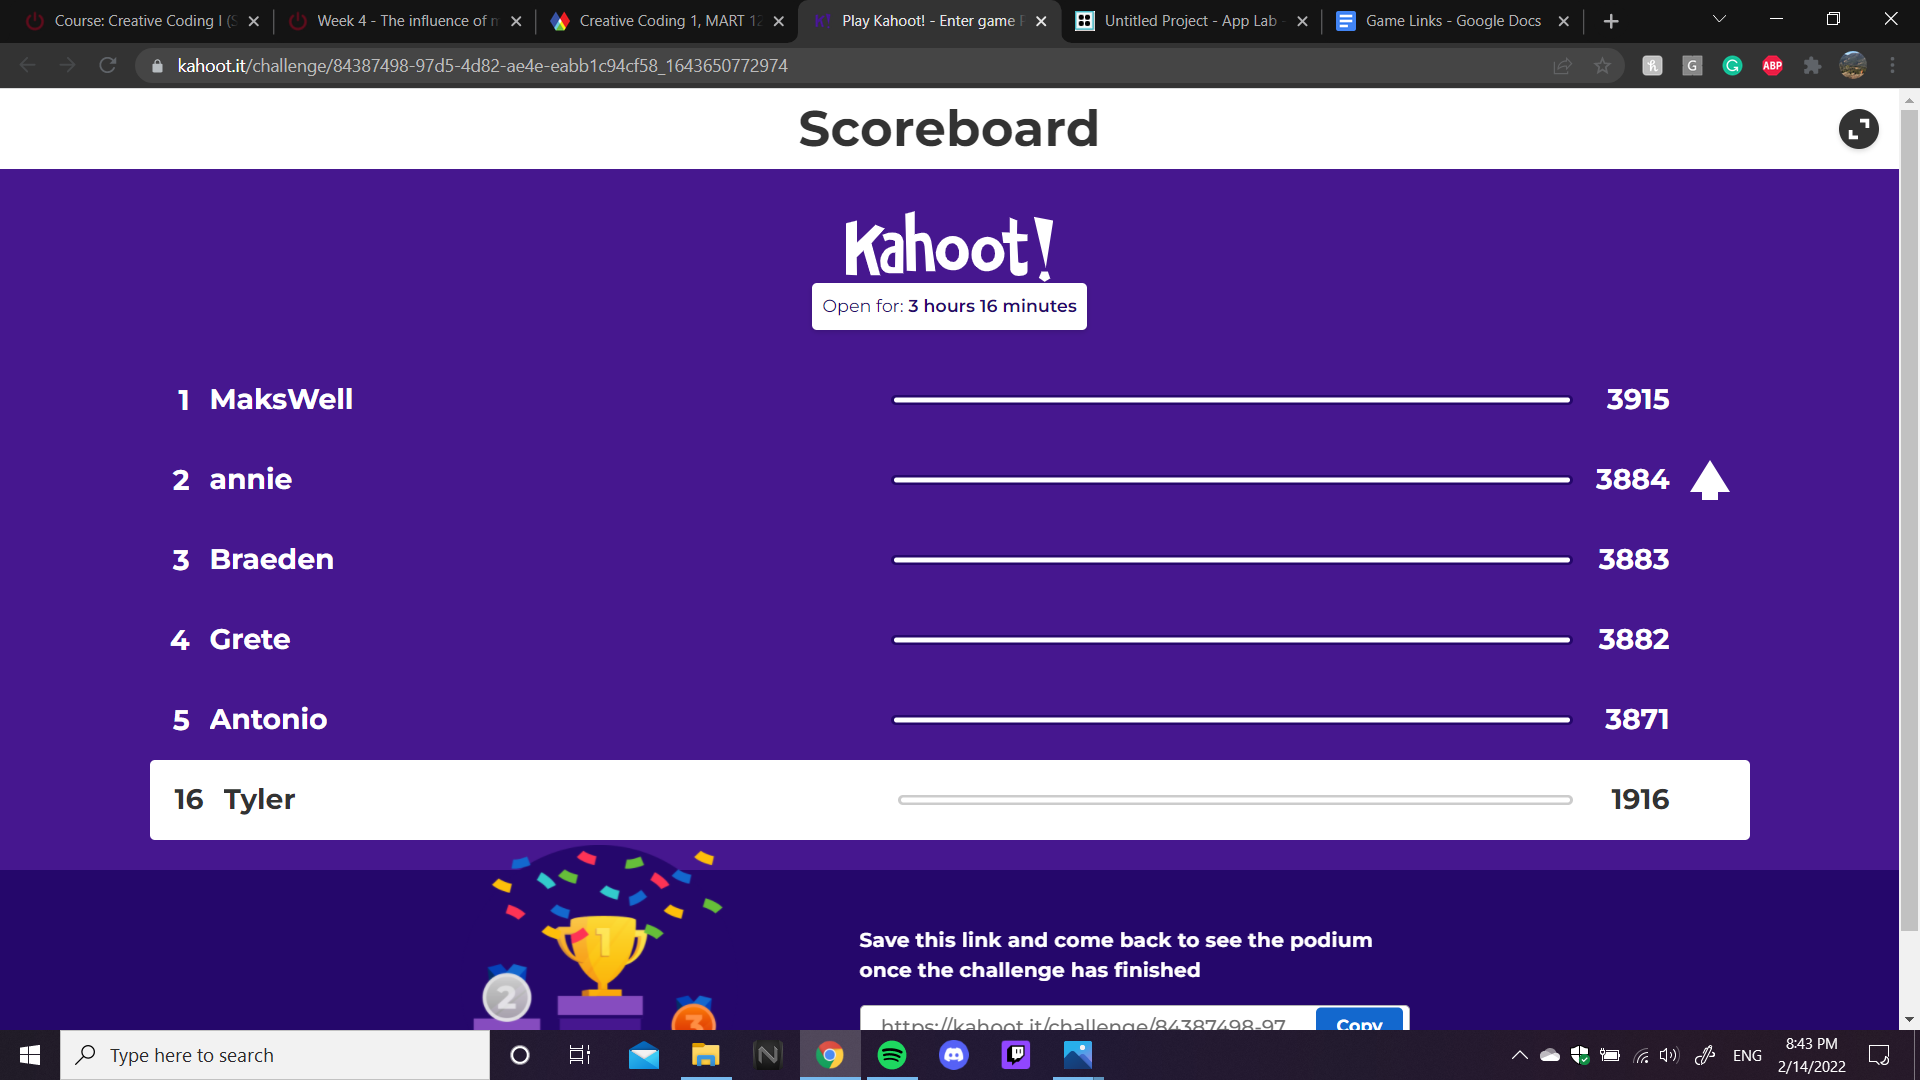 Course: Creative Coding I (S
Week 4 - The influence of m
Creative Coding 1, MART 12
Play Kahoot! - Enter game P
Untitled Project - App Lab -
Game Links - Google Docs
kahoot.it/challenge/84387498-97d5-4d82-ae4e-eabb1c94cf58_1643650772974
G
ABP
Scoreboard
Kahoot!
Open for: 3 hours 16 minutes
1 MaksWell 3915
2 annie 3884
3 Braeden 3883
4 Grete 3882
5 Antonio 3871
16 Tyler 1916
1
2
3
Save this link and come back to see the podium
once the challenge has finished
https://kahoot.it/challenge/84387498-97
Copy
Type here to search
N
ENG
8:43 PM
2/14/2022